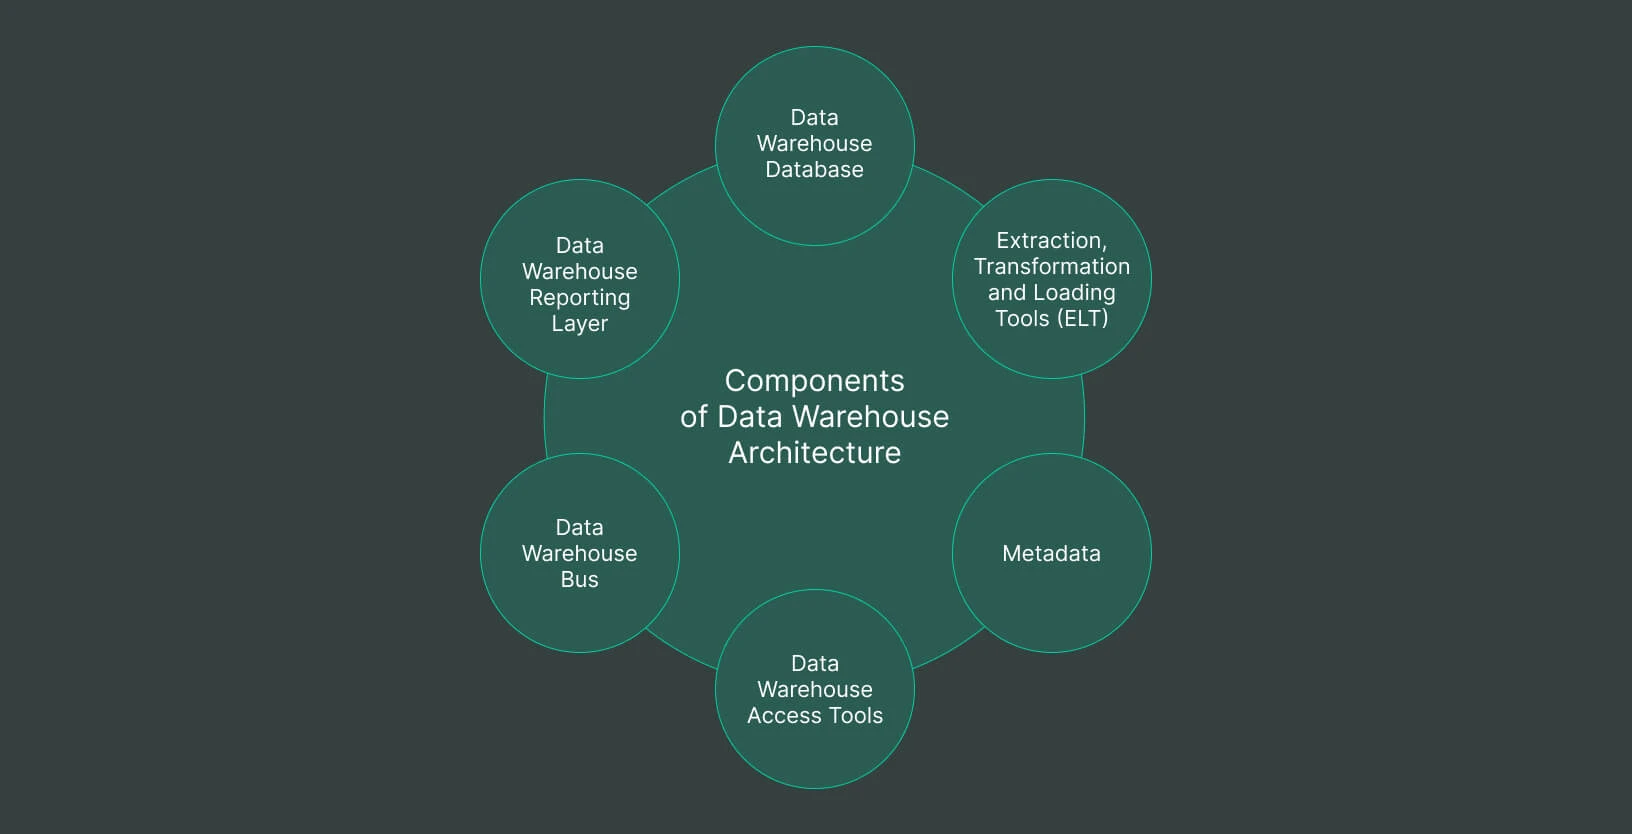 Data
Warehouse
Database
Extraction,
Transformation
and Loading
Tools (ELT)
Metadata
Data
Warehouse
Access Tools
Data
Warehouse
Bus
Data
Warehouse
Reporting
Layer
Components
of Data Warehouse
Architecture